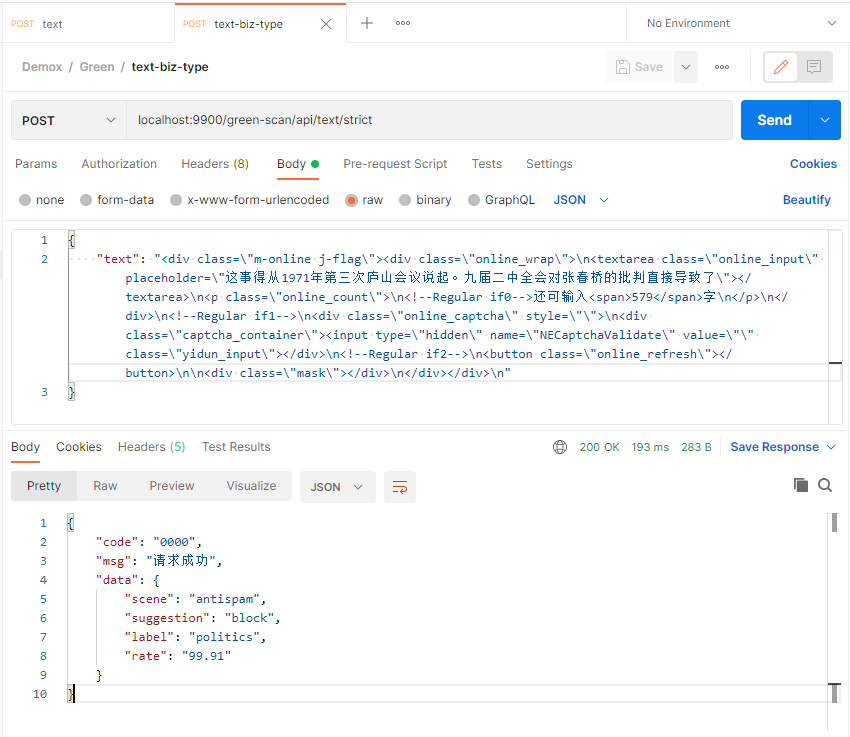 POST text
POST text-biz-type
No Environment
Demox / Green / text-biz-type
Save
POST localhost:9900/green-scan/api/text/strict Send
Params Authorization Headers (8) Body Pre-request Script Tests Settings Cookies
none form-data x-www-form-urlencoded raw binary GraphQL JSON Beautify
1 {
2 "text": "<div class=\"m-online j-flag\"><div class=\"online_wrap\">\n<textarea class=\"online_input\"
placeholder=\"这事得从1971年第三次庐山会议说起。九届二中全会对张春桥的批判直接导致了\"></
textarea>\n<p class=\"online_count\">\n<!--Regular if0-->还可输入<span>579</span>字\n</p>\n</
div>\n<!--Regular if1-->\n<div class=\"online_captcha\" style=\"\">\n<div
class=\"captcha_container\"><input type=\"hidden\" name=\"NECaptchaValidate\" value=\"\"
class=\"yidun_input\"></div>\n<!--Regular if2-->\n<button class=\"online_refresh\"></
button>\n\n<div class=\"mask\"></div>\n</div></div>\n"
3 }
Body Cookies Headers (5) Test Results 200 OK 193 ms 283 B Save Response
Pretty Raw Preview Visualize JSON
1 {
2 "code": "0000",
3 "msg": "请求成功",
4 "data": {
5 "scene": "antispam",
6 "suggestion": "block",
7 "label": "politics",
8 "rate": "99.91"
9 }
10 }